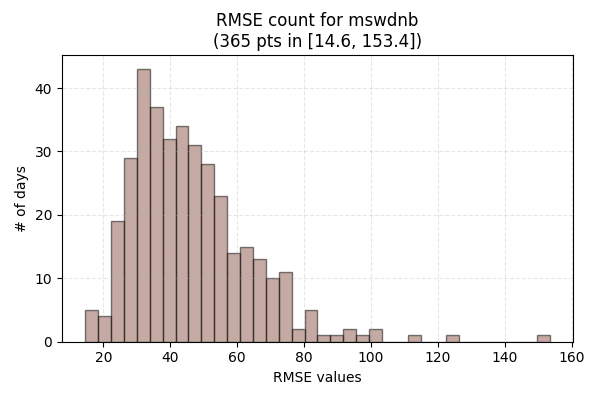 RMSE count for mswdnb
(365 pts in [14.6, 153.4])
40
30
20
10
0
# of days
20 40 60 80 100 120 140 160
RMSE values